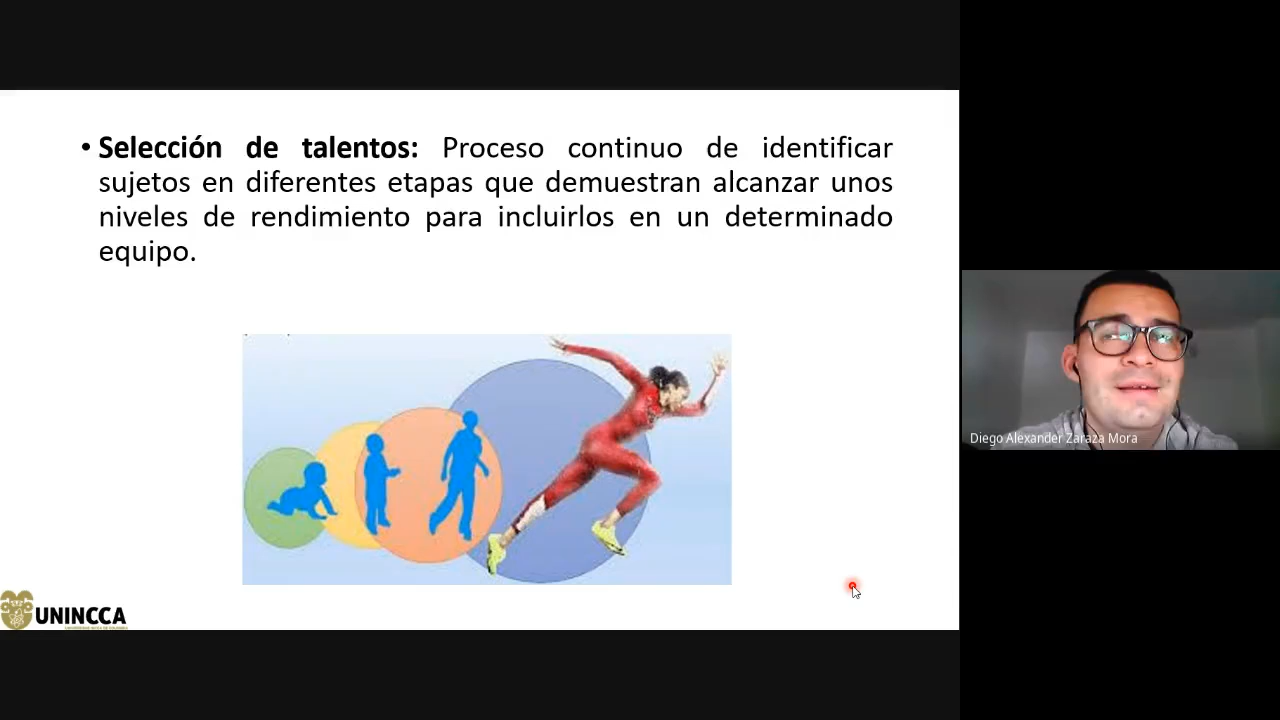 • Selección de talentos: Proceso continuo de identificar
sujetos en diferentes etapas que demuestran alcanzar unos
niveles de rendimiento para incluirlos en un determinado
equipo.
Diego Alexander Zaraza Mora
UNINCCA